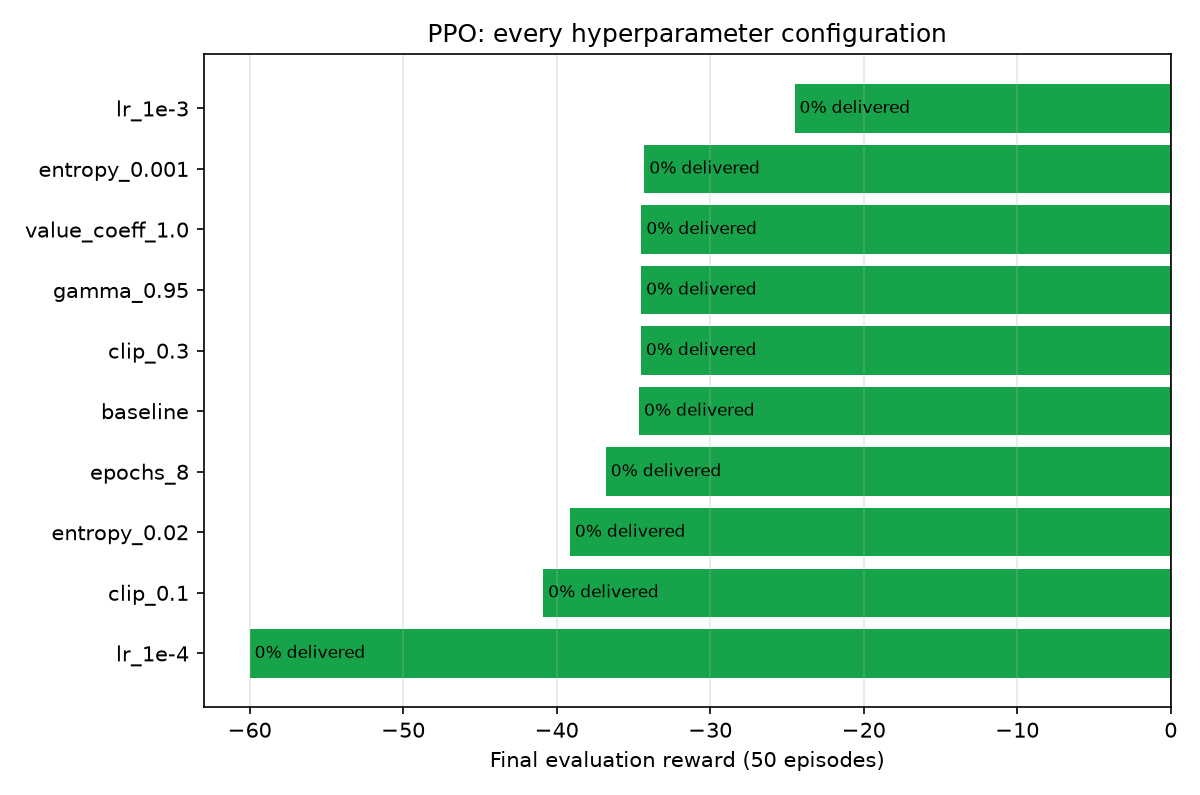 PPO: every hyperparameter configuration
lr_1e-3
0% delivered
entropy_0.001
0% delivered
value_coeff_1.0
0% delivered
gamma_0.95
0% delivered
clip_0.3
0% delivered
baseline
0% delivered
epochs_8
0% delivered
entropy_0.02
0% delivered
clip_0.1
0% delivered
lr_1e-4
0% delivered
−60 −50 −40 −30 −20 −10 0
Final evaluation reward (50 episodes)